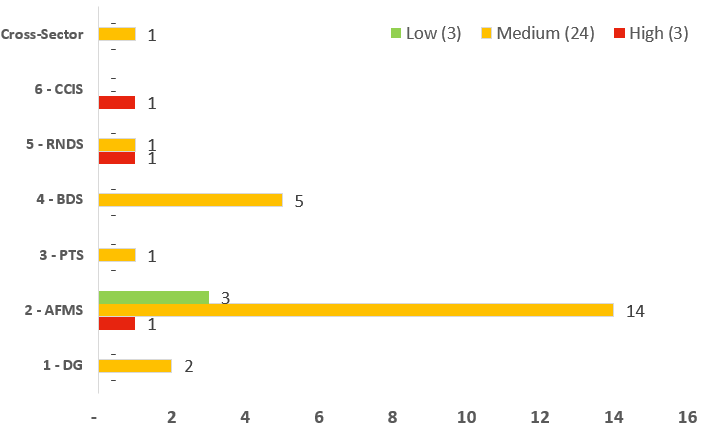 Low (3) Medium (24) High (3)
-
Cross-Sector 1
-
-
6 - CCIS -
1
-
5 - RNDS 1
1
-
4 - BDS 5
-
-
3 - PTS 1
-
3
2 - AFMS 14
1
-
1 - DG 2
-
- 2 4 6 8 10 12 14 16